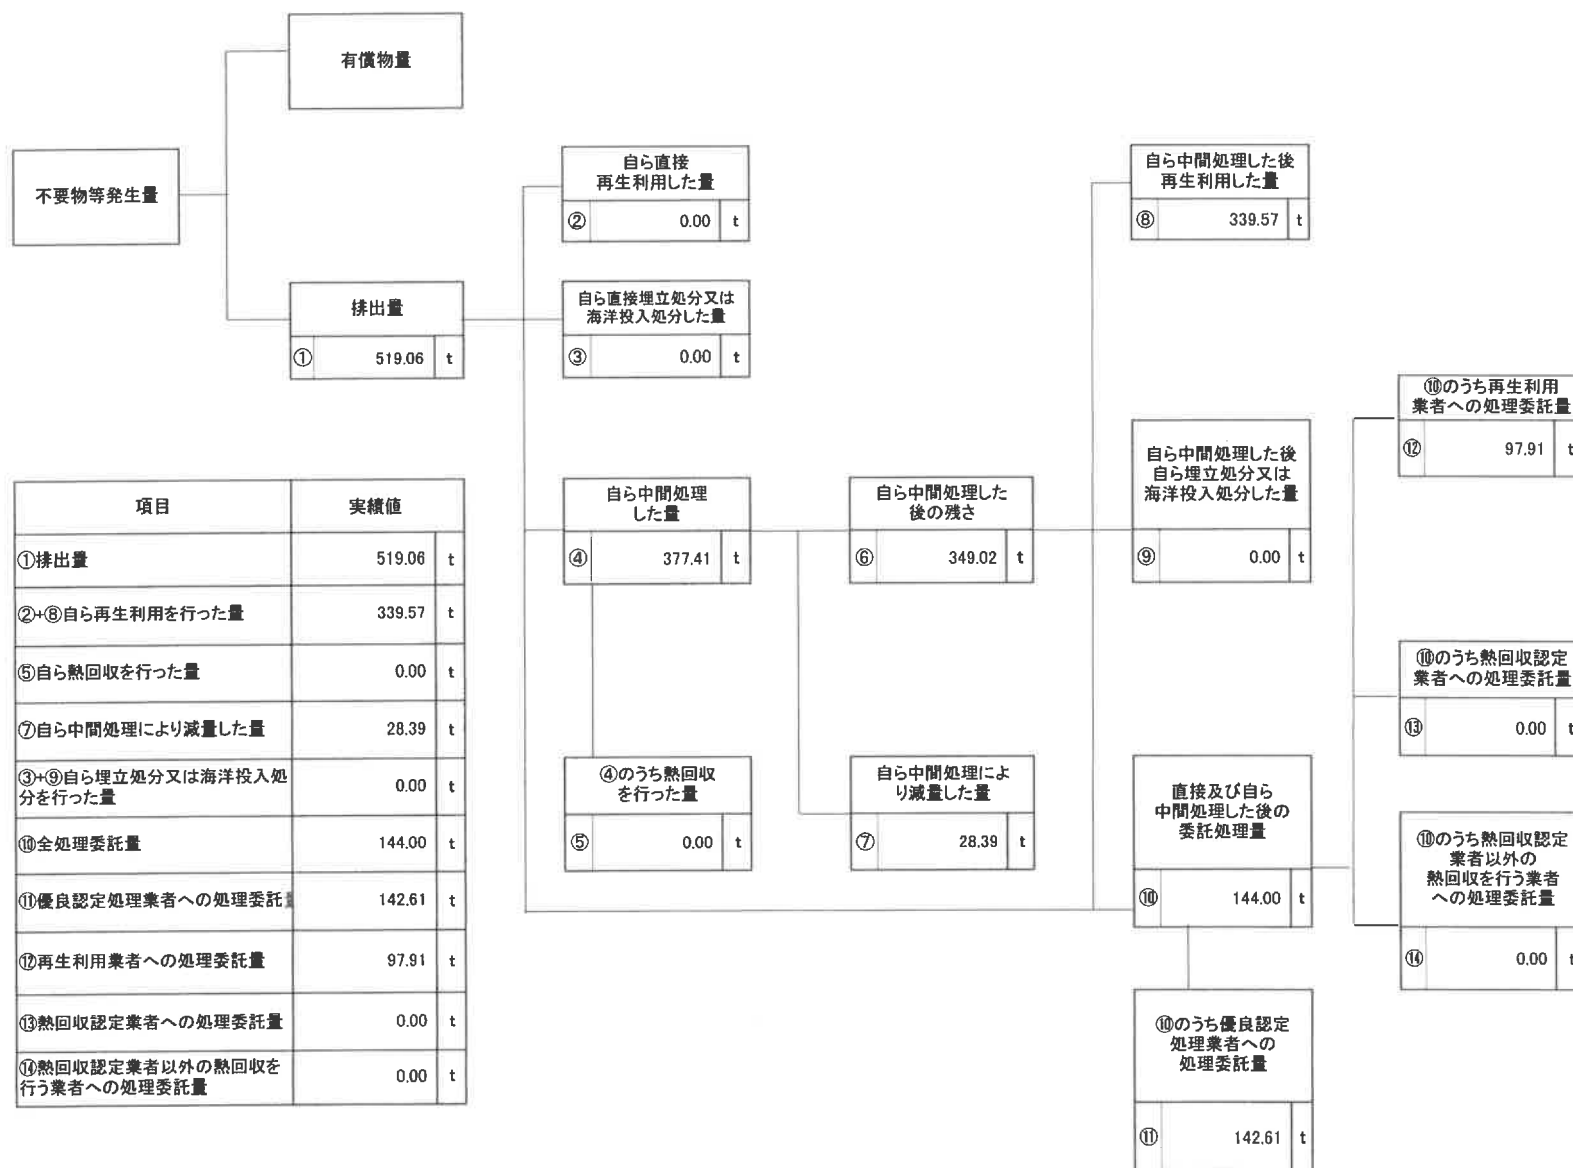 有償物量
不要物等発生量
排出量
① 519.06 t
自ら直接
再生利用した量
② 0.00 t
自ら直接埋立処分又は
海洋投入処分した量
③ 0.00 t
自ら中間処理
した量
④ 377.41 t
④のうち熱回収
を行った量
⑤ 0.00 t
自ら中間処理した
後の残さ
⑥ 349.02 t
自ら中間処理によ
り減量した量
⑦ 28.39 t
自ら中間処理した後
再生利用した量
⑧ 339.57 t
自ら中間処理した後
自ら埋立処分又は
海洋投入処分した量
⑨ 0.00 t
直接及び自ら
中間処理した後の
委託処理量
⑩ 144.00 t
⑩のうち優良認定
処理業者への
処理委託量
⑪ 142.61 t
⑩のうち再生利用
業者への処理委託量
⑫ 97.91 t
⑩のうち熱回収認定
業者への処理委託量
⑬ 0.00 t
⑩のうち熱回収認定
業者以外の
熱回収を行う業者
への処理委託量
⑭ 0.00 t
項目 実績値
①排出量 519.06 t
②+⑧自ら再生利用を行った量 339.57 t
⑤自ら熱回収を行った量 0.00 t
⑦自ら中間処理により減量した量 28.39 t
③+⑨自ら埋立処分又は海洋投入処
分を行った量 0.00 t
⑩全処理委託量 144.00 t
⑪優良認定処理業者への処理委託 142.61 t
⑫再生利用業者への処理委託量 97.91 t
⑬熱回収認定業者への処理委託量 0.00 t
⑭熱回収認定業者以外の熱回収を
行う業者への処理委託量 0.00 t